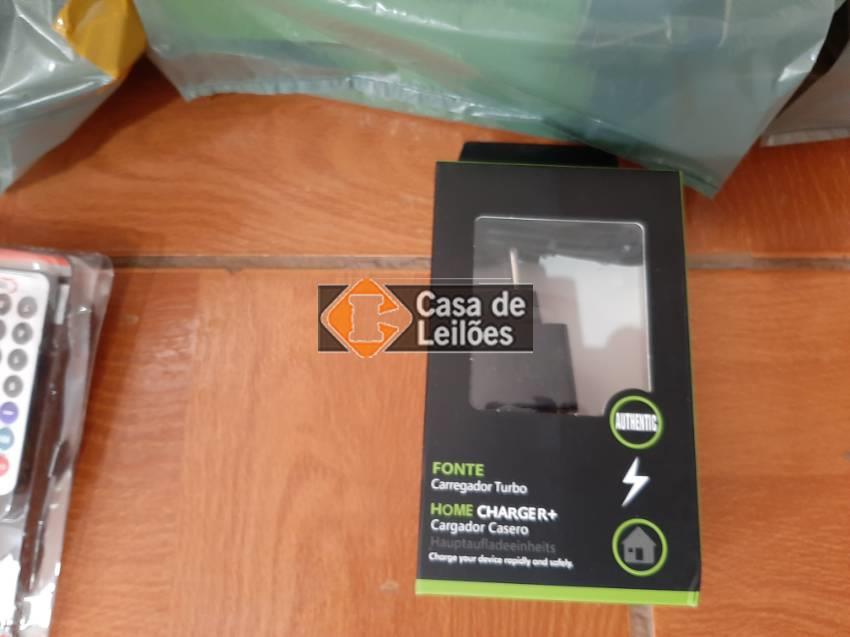 Casa de
Leilões
AUTHENTIC
FONTE
Carregador Turbo
HOME CHARGER+
Cargador Casero
Hauptaufladeeinheits
Charge your device rapidly and safely.